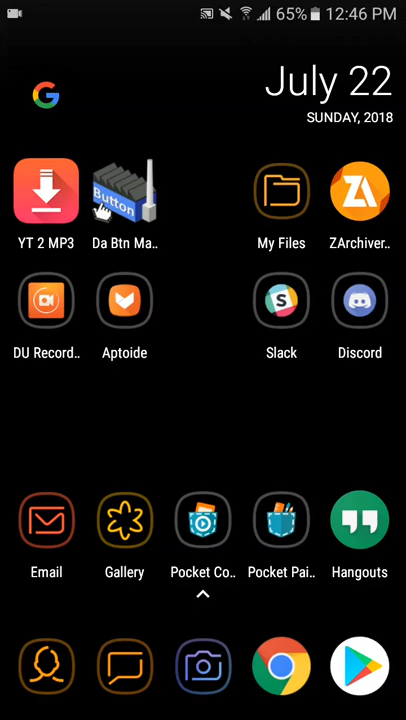 65% 12:46 PM
July 22
SUNDAY, 2018
Button
YT 2 MP3
Da Btn Ma..
My Files
ZArchiver..
DU Record..
Aptoide
Slack
Discord
Email
Gallery
Pocket Co..
Pocket Pai..
Hangouts